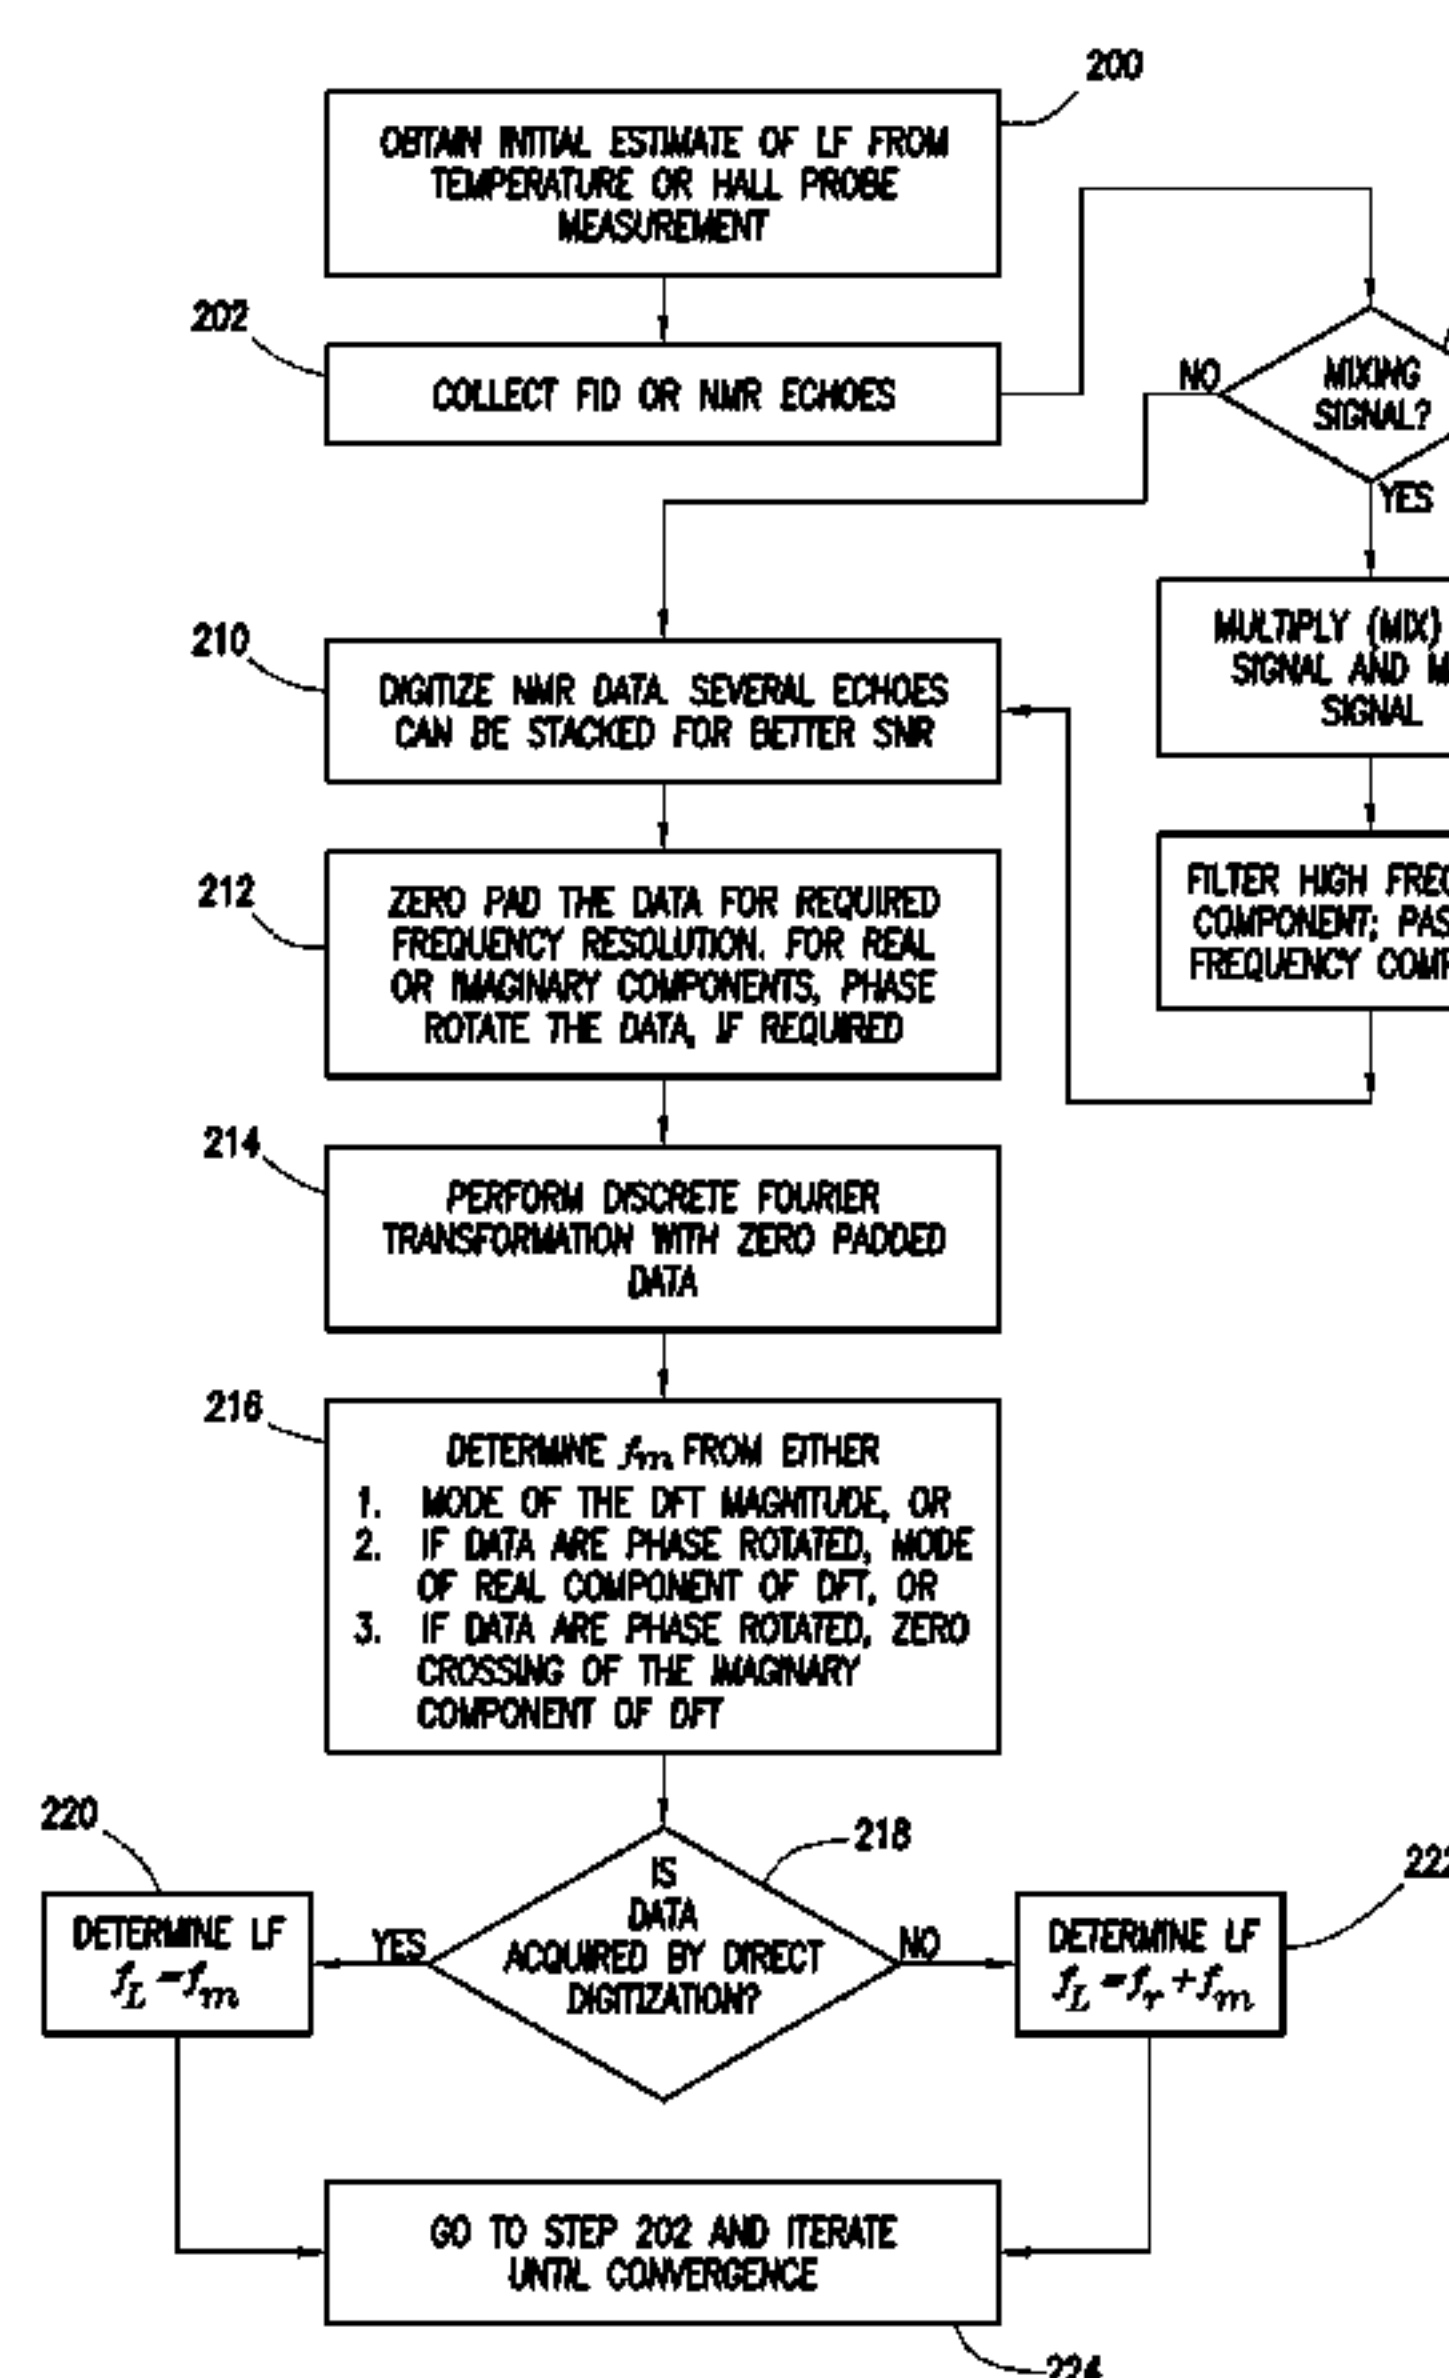 200
OBTAIN INITIAL ESTIMATE OF LF FROM
TEMPERATURE OR HALL PROBE
MEASUREMENT
202
COLLECT FID OR NMR ECHOES
MIXING
SIGNAL?
NO
YES
MULTIPLY (MIX)
SIGNAL AND
SIGNAL
FILTER HIGH
COMPONENT;
FREQUENCY
210
DIGITIZE NMR DATA. SEVERAL ECHOES
CAN BE STACKED FOR BETTER SNR
212
ZERO PAD THE DATA FOR REQUIRED
FREQUENCY RESOLUTION. FOR REAL
OR IMAGINARY COMPONENTS, PHASE
ROTATE THE DATA, IF REQUIRED
214
PERFORM DISCRETE FOURIER
TRANSFORMATION WITH ZERO PADDED
DATA
216
DETERMINE fm FROM EITHER
1. MODE OF THE DFT MAGNITUDE, OR
2. IF DATA ARE PHASE ROTATED, MODE
OF REAL COMPONENT OF DFT, OR
3. IF DATA ARE PHASE ROTATED, ZERO
CROSSING OF THE IMAGINARY
COMPONENT OF DFT
218
IS
DATA
ACQUIRED BY DIRECT
DIGITIZATION?
YES
NO
220
DETERMINE LF
fL=fm
222
DETERMINE LF
fL=fr+fm
GO TO STEP 202 AND ITERATE
UNTIL CONVERGENCE
224